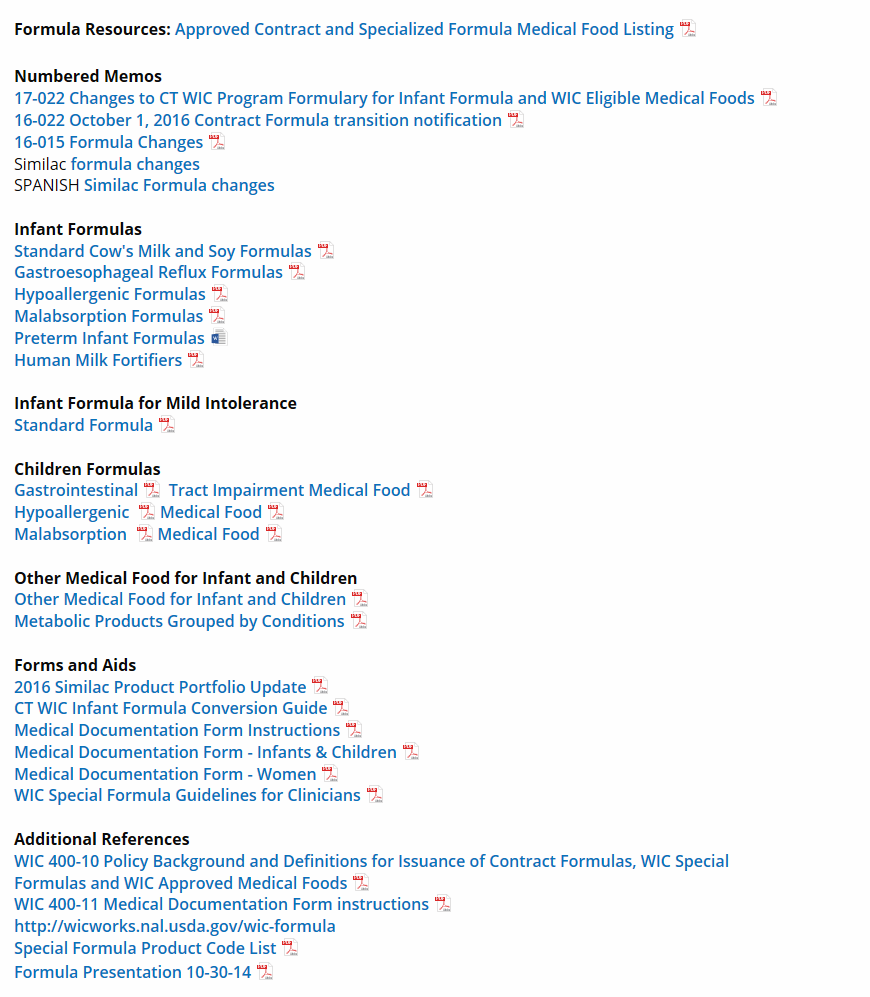 Formula Resources: Approved Contract and Specialized Formula Medical Food Listing
Numbered Memos
17-022 Changes to CT WIC Program Formulary for Infant Formula and WIC Eligible Medical Foods
16-022 October 1, 2016 Contract Formula transition notification
16-015 Formula Changes
Similac formula changes
SPANISH Similac Formula changes
Infant Formulas
Standard Cow's Milk and Soy Formulas
Gastroesophageal Reflux Formulas
Hypoallergenic Formulas
Malabsorption Formulas
Preterm Infant Formulas
Human Milk Fortifiers
Infant Formula for Mild Intolerance
Standard Formula
Children Formulas
Gastrointestinal Tract Impairment Medical Food
Hypoallergenic Medical Food
Malabsorption Medical Food
Other Medical Food for Infant and Children
Other Medical Food for Infant and Children
Metabolic Products Grouped by Conditions
Forms and Aids
2016 Similac Product Portfolio Update
CT WIC Infant Formula Conversion Guide
Medical Documentation Form Instructions
Medical Documentation Form - Infants & Children
Medical Documentation Form - Women
WIC Special Formula Guidelines for Clinicians
Additional References
WIC 400-10 Policy Background and Definitions for Issuance of Contract Formulas, WIC Special
Formulas and WIC Approved Medical Foods
WIC 400-11 Medical Documentation Form instructions
http://wicworks.nal.usda.gov/wic-formula
Special Formula Product Code List
Formula Presentation 10-30-14